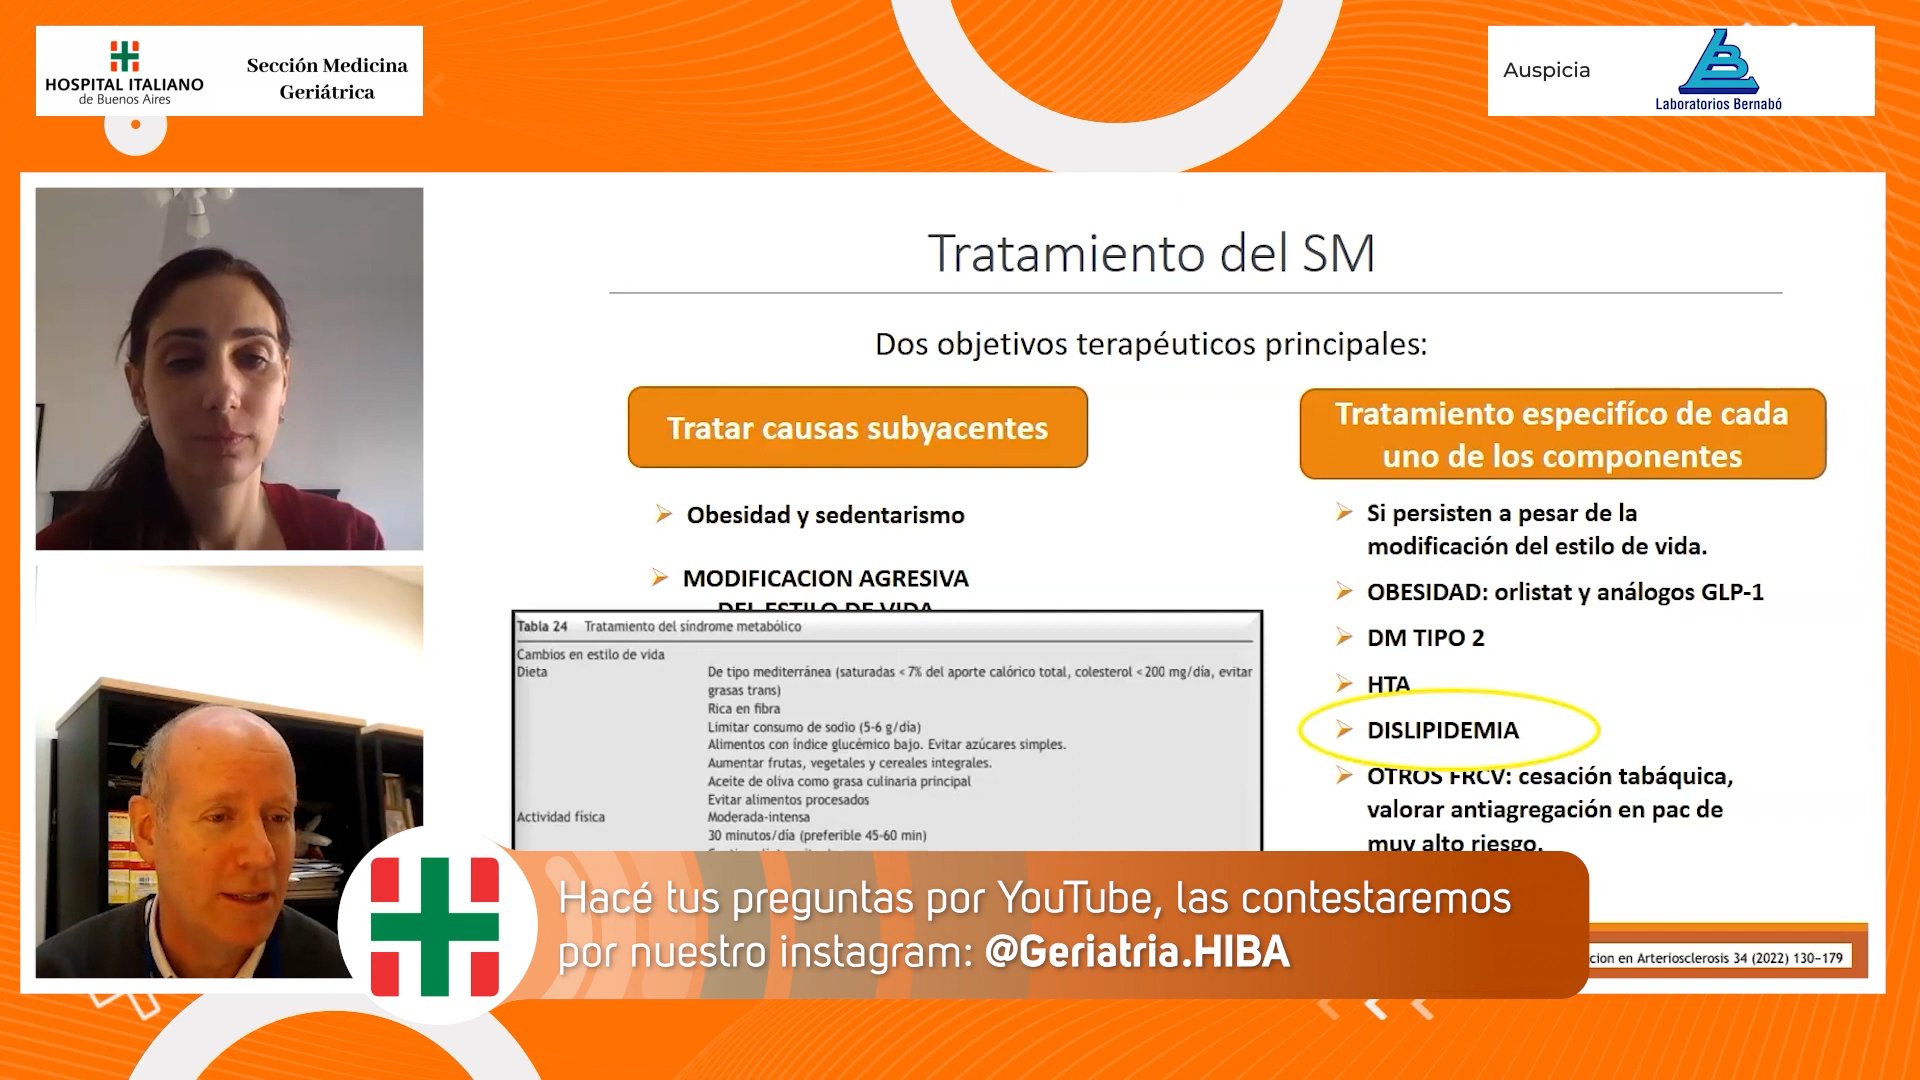 HOSPITAL ITALIANO
de Buenos Aires
Sección Medicina
Geriátrica
Auspicia
Laboratorios Bernabó
Tratamiento del SM
Dos objetivos terapéuticos principales:
Tratar causas subyacentes
Obesidad y sedentarismo
MODIFICACION AGRESIVA
DEL ESTILO DE VIDA
Tabla 24 Tratamiento del síndrome metabólico
Cambios en estilo de vida
Dieta De tipo mediterránea (saturadas < 7% del aporte calórico total, colesterol < 200 mg/día, evitar
grasas trans)
Rica en fibra
Limitar consumo de sodio (5-6 g/día)
Alimentos con índice glucémico bajo. Evitar azúcares simples.
Aumentar frutas, vegetales y cereales integrales.
Aceite de oliva como grasa culinaria principal
Evitar alimentos procesados
Actividad física Moderada-intensa
30 minutos/día (preferible 45-60 min)
Tratamiento especifíco de cada
uno de los componentes
Si persisten a pesar de la
modificación del estilo de vida.
OBESIDAD: orlistat y análogos GLP-1
DM TIPO 2
HTA
DISLIPIDEMIA
OTROS FRCV: cesación tabáquica,
valorar antiagregación en pac de
muy alto riesgo.
Hacé tus preguntas por YouTube, las contestaremos
por nuestro instagram: @Geriatria.HIBA
cion en Arteriosclerosis 34 (2022) 130–179